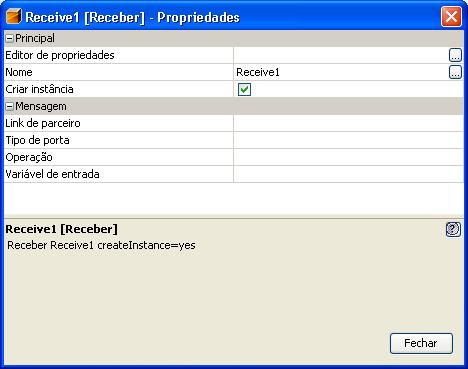 Receive1 [Receber] - Propriedades
Principal
Editor de propriedades ...
Nome Receive1 ...
Criar instância
Mensagem
Link de parceiro
Tipo de porta
Operação
Variável de entrada
Receive1 [Receber] ?
Receber Receive1 createInstance=yes
Fechar